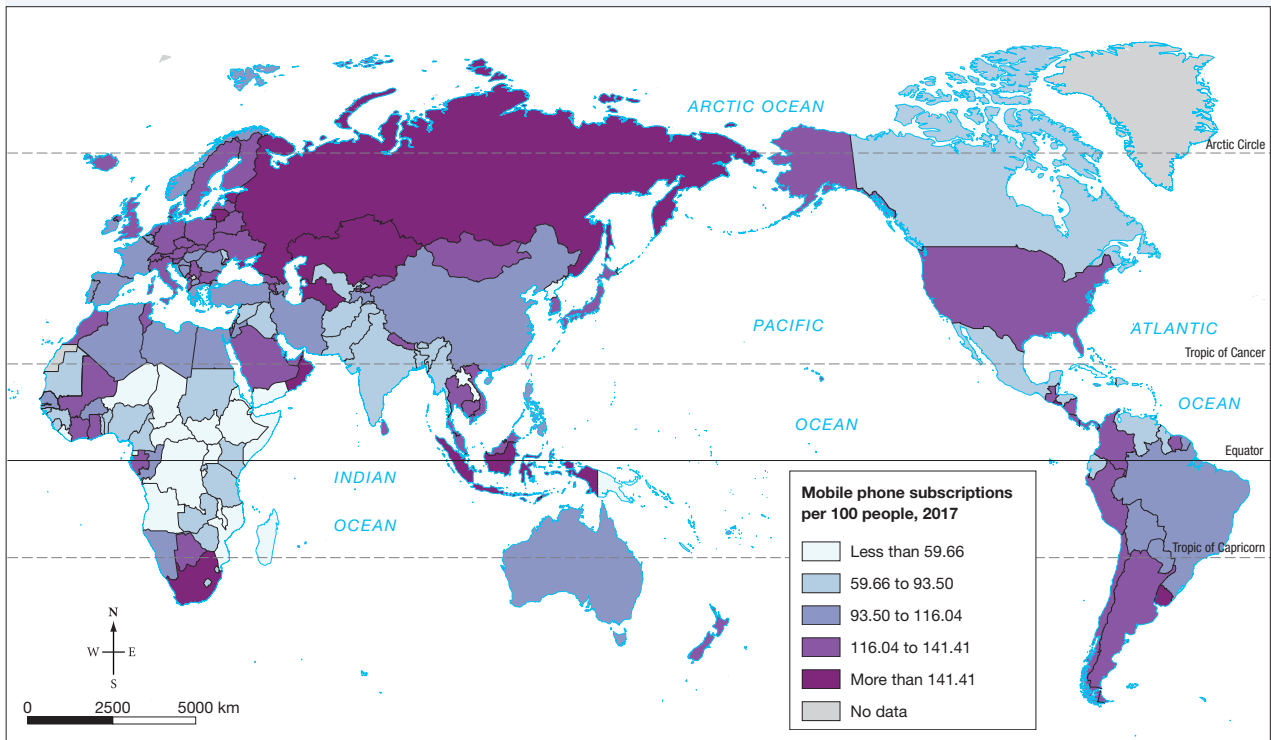 ARCTIC OCEAN
Arctic Circle
PACIFIC
ATLANTIC
Tropic of Cancer
OCEAN
OCEAN
Equator
INDIAN
OCEAN
Tropic of Capricorn
Mobile phone subscriptions
per 100 people, 2017
Less than 59.66
59.66 to 93.50
93.50 to 116.04
116.04 to 141.41
More than 141.41
No data
N
W E
S
0 2500 5000 km